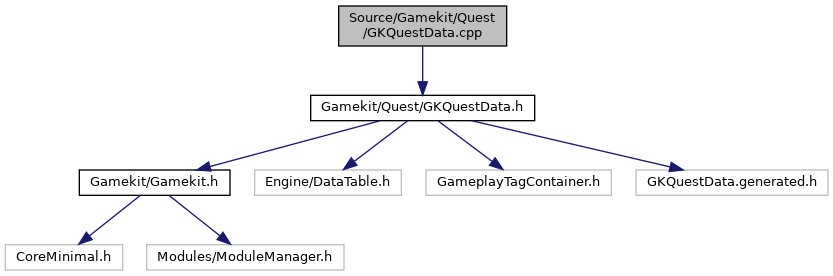 Source/Gamekit/Quest
/GKQuestData.cpp
Gamekit/Quest/GKQuestData.h
Gamekit/Gamekit.h
Engine/DataTable.h
GameplayTagContainer.h
GKQuestData.generated.h
CoreMinimal.h
Modules/ModuleManager.h